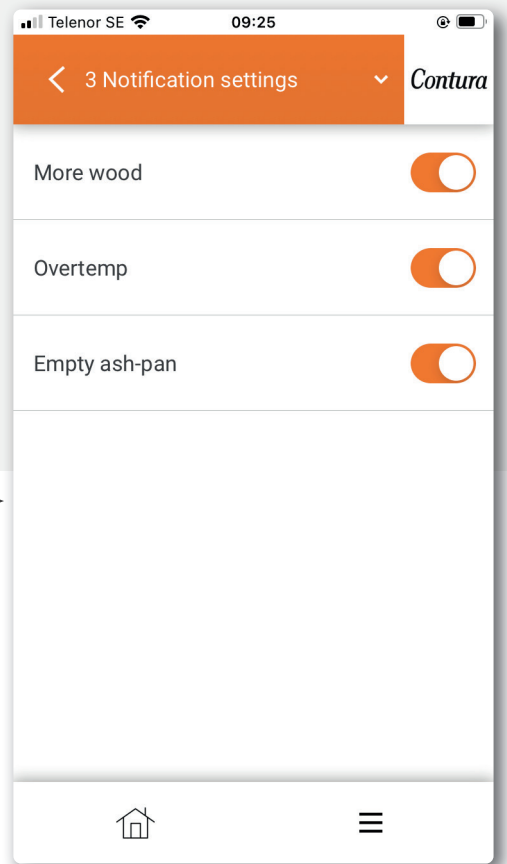 Telenor SE 09:25
3 Notification settings Contura
More wood
Overtemp
Empty ash-pan